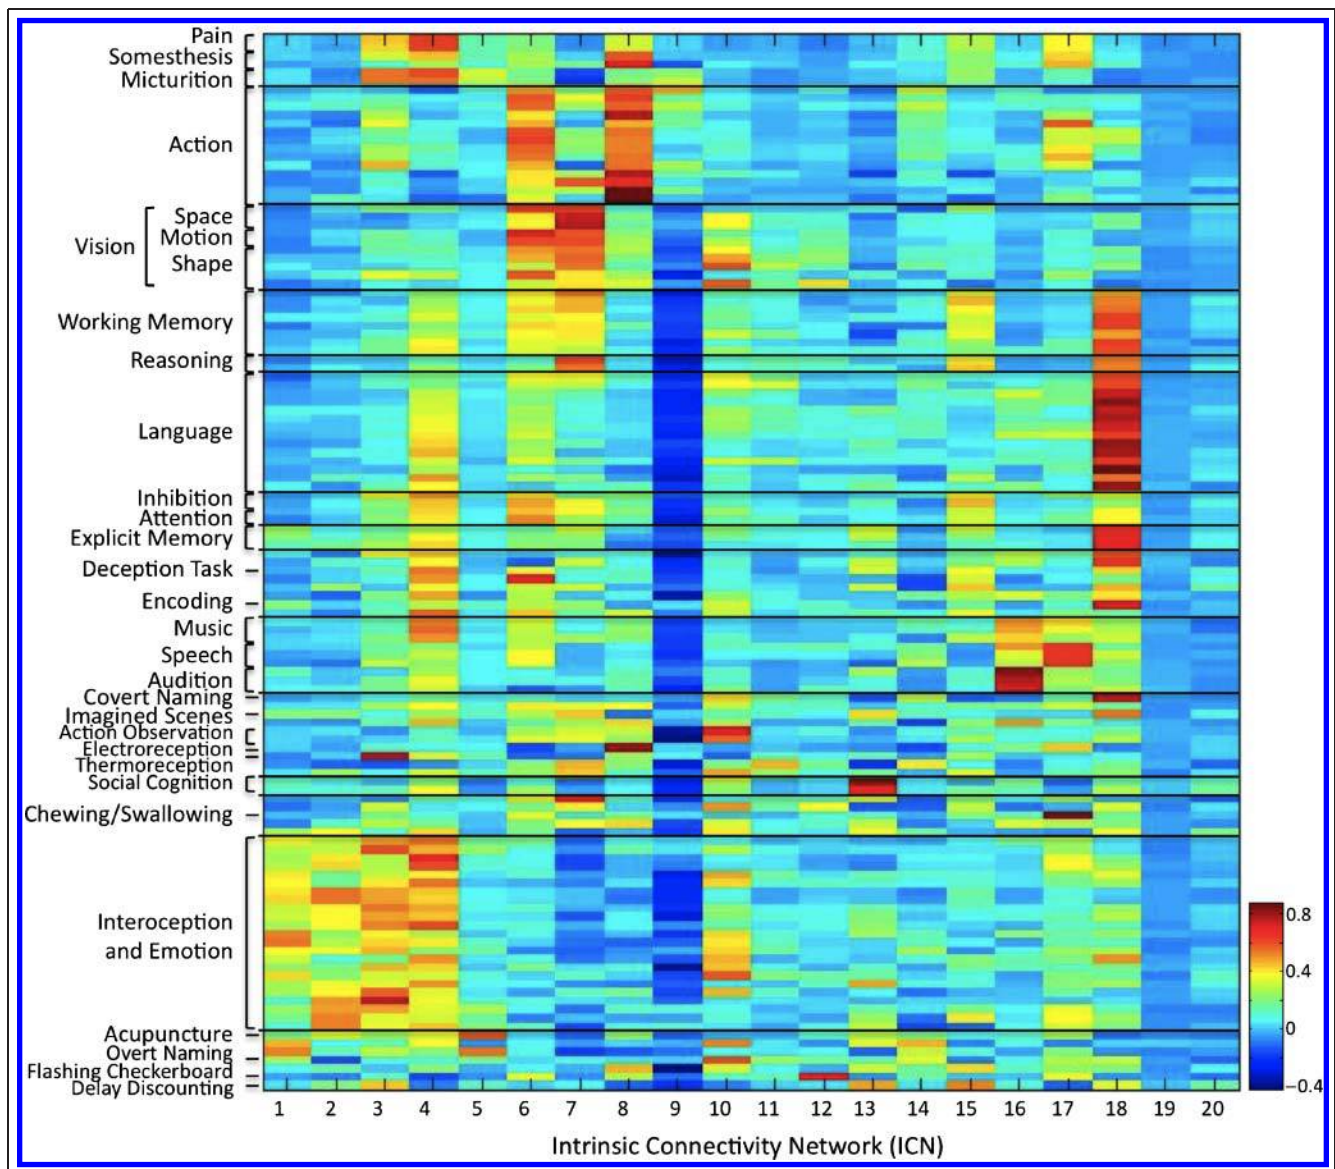 Pain
Somesthesis
Micturition
Action
Space
Motion
Vision
Shape
Working Memory
Reasoning
Language
Inhibition
Attention
Explicit Memory
Deception Task
Encoding
Music
Speech
Audition
Covert Naming
Imagined Scenes
Action Observation
Electroreception
Thermoreception
Social Cognition
Chewing/Swallowing
Interoception
and Emotion
Acupuncture
Overt Naming
Flashing Checkerboard
Delay Discounting
0.8
0.4
0
−0.4
1 2 3 4 5 6 7 8 9 10 11 12 13 14 15 16 17 18 19 20
Intrinsic Connectivity Network (ICN)